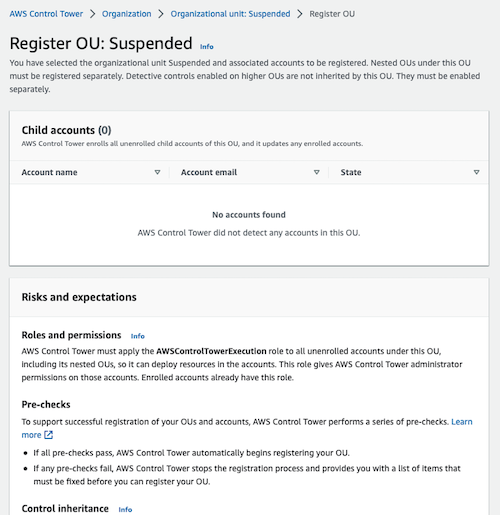 AWS Control Tower > Organization > Organizational unit: Suspended > Register OU
Register OU: Suspended Info
You have selected the organizational unit Suspended and associated accounts to be registered. Nested OUs under this OU
must be registered separately. Detective controls enabled on higher OUs are not inherited by this OU. They must be enabled
separately.
Child accounts (0)
AWS Control Tower enrolls all unenrolled child accounts of this OU, and it updates any enrolled accounts.
Account name Account email State
No accounts found
AWS Control Tower did not detect any accounts in this OU.
Risks and expectations
Roles and permissions Info
AWS Control Tower must apply the AWSControlTowerExecution role to all unenrolled accounts under this OU,
including its nested OUs, so it can deploy resources in the accounts. This role gives AWS Control Tower administrator
permissions on those accounts. Enrolled accounts already have this role.
Pre-checks
To support successful registration of your OUs and accounts, AWS Control Tower performs a series of pre-checks. Learn
more
• If all pre-checks pass, AWS Control Tower automatically begins registering your OU.
• If any pre-checks fail, AWS Control Tower stops the registration process and provides you with a list of items that
must be fixed before you can register your OU.
Control inheritance Info